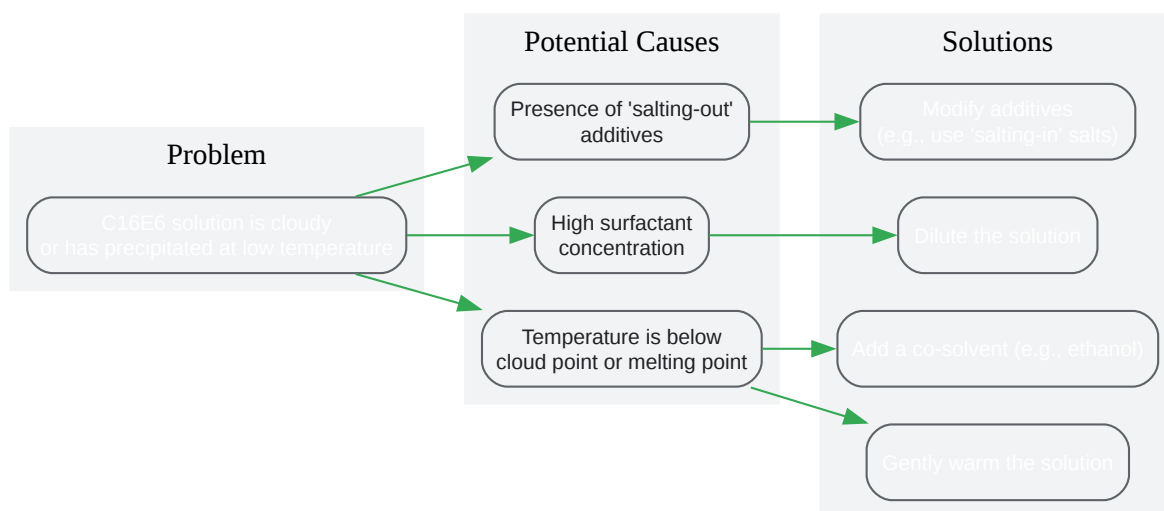 Problem
C16E6 solution is cloudy
or has precipitated at low temperature
Potential Causes
Presence of 'salting-out'
additives
High surfactant
concentration
Temperature is below
cloud point or melting point
Solutions
Modify additives
(e.g., use 'salting-in' salts)
Dilute the solution
Add a co-solvent (e.g., ethanol)
Gently warm the solution